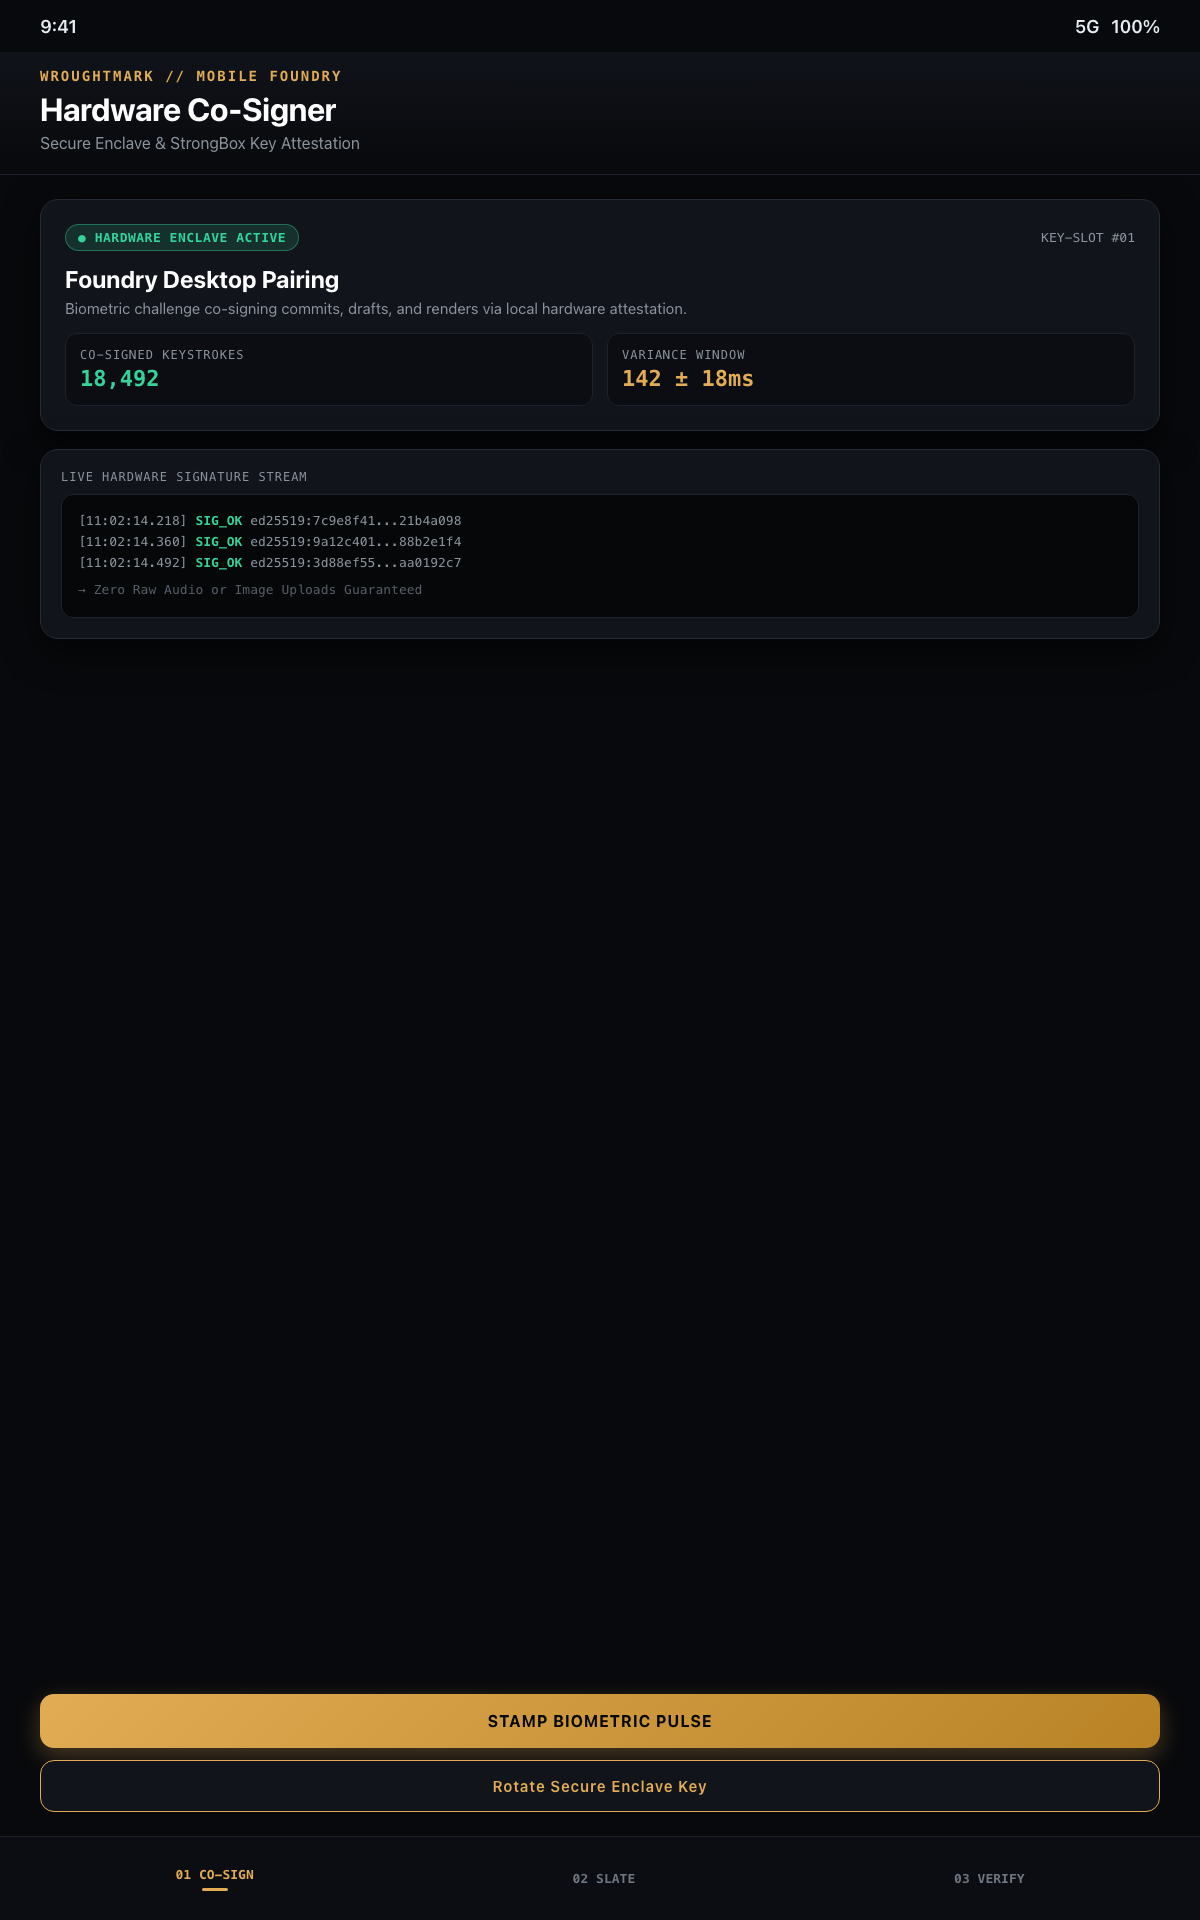 9:41
5G 100%
WROUGHTMARK // MOBILE FOUNDRY
Hardware Co-Signer
Secure Enclave & StrongBox Key Attestation
● HARDWARE ENCLAVE ACTIVE
KEY-SLOT #01
Foundry Desktop Pairing
Biometric challenge co-signing commits, drafts, and renders via local hardware attestation.
CO-SIGNED KEYSTROKES
18,492
VARIANCE WINDOW
142 ± 18ms
LIVE HARDWARE SIGNATURE STREAM
[11:02:14.218] SIG_OK ed25519:7c9e8f41...21b4a098
[11:02:14.360] SIG_OK ed25519:9a12c401...88b2e1f4
[11:02:14.492] SIG_OK ed25519:3d88ef55...aa0192c7
→ Zero Raw Audio or Image Uploads Guaranteed
STAMP BIOMETRIC PULSE
Rotate Secure Enclave Key
01 CO-SIGN
02 SLATE
03 VERIFY